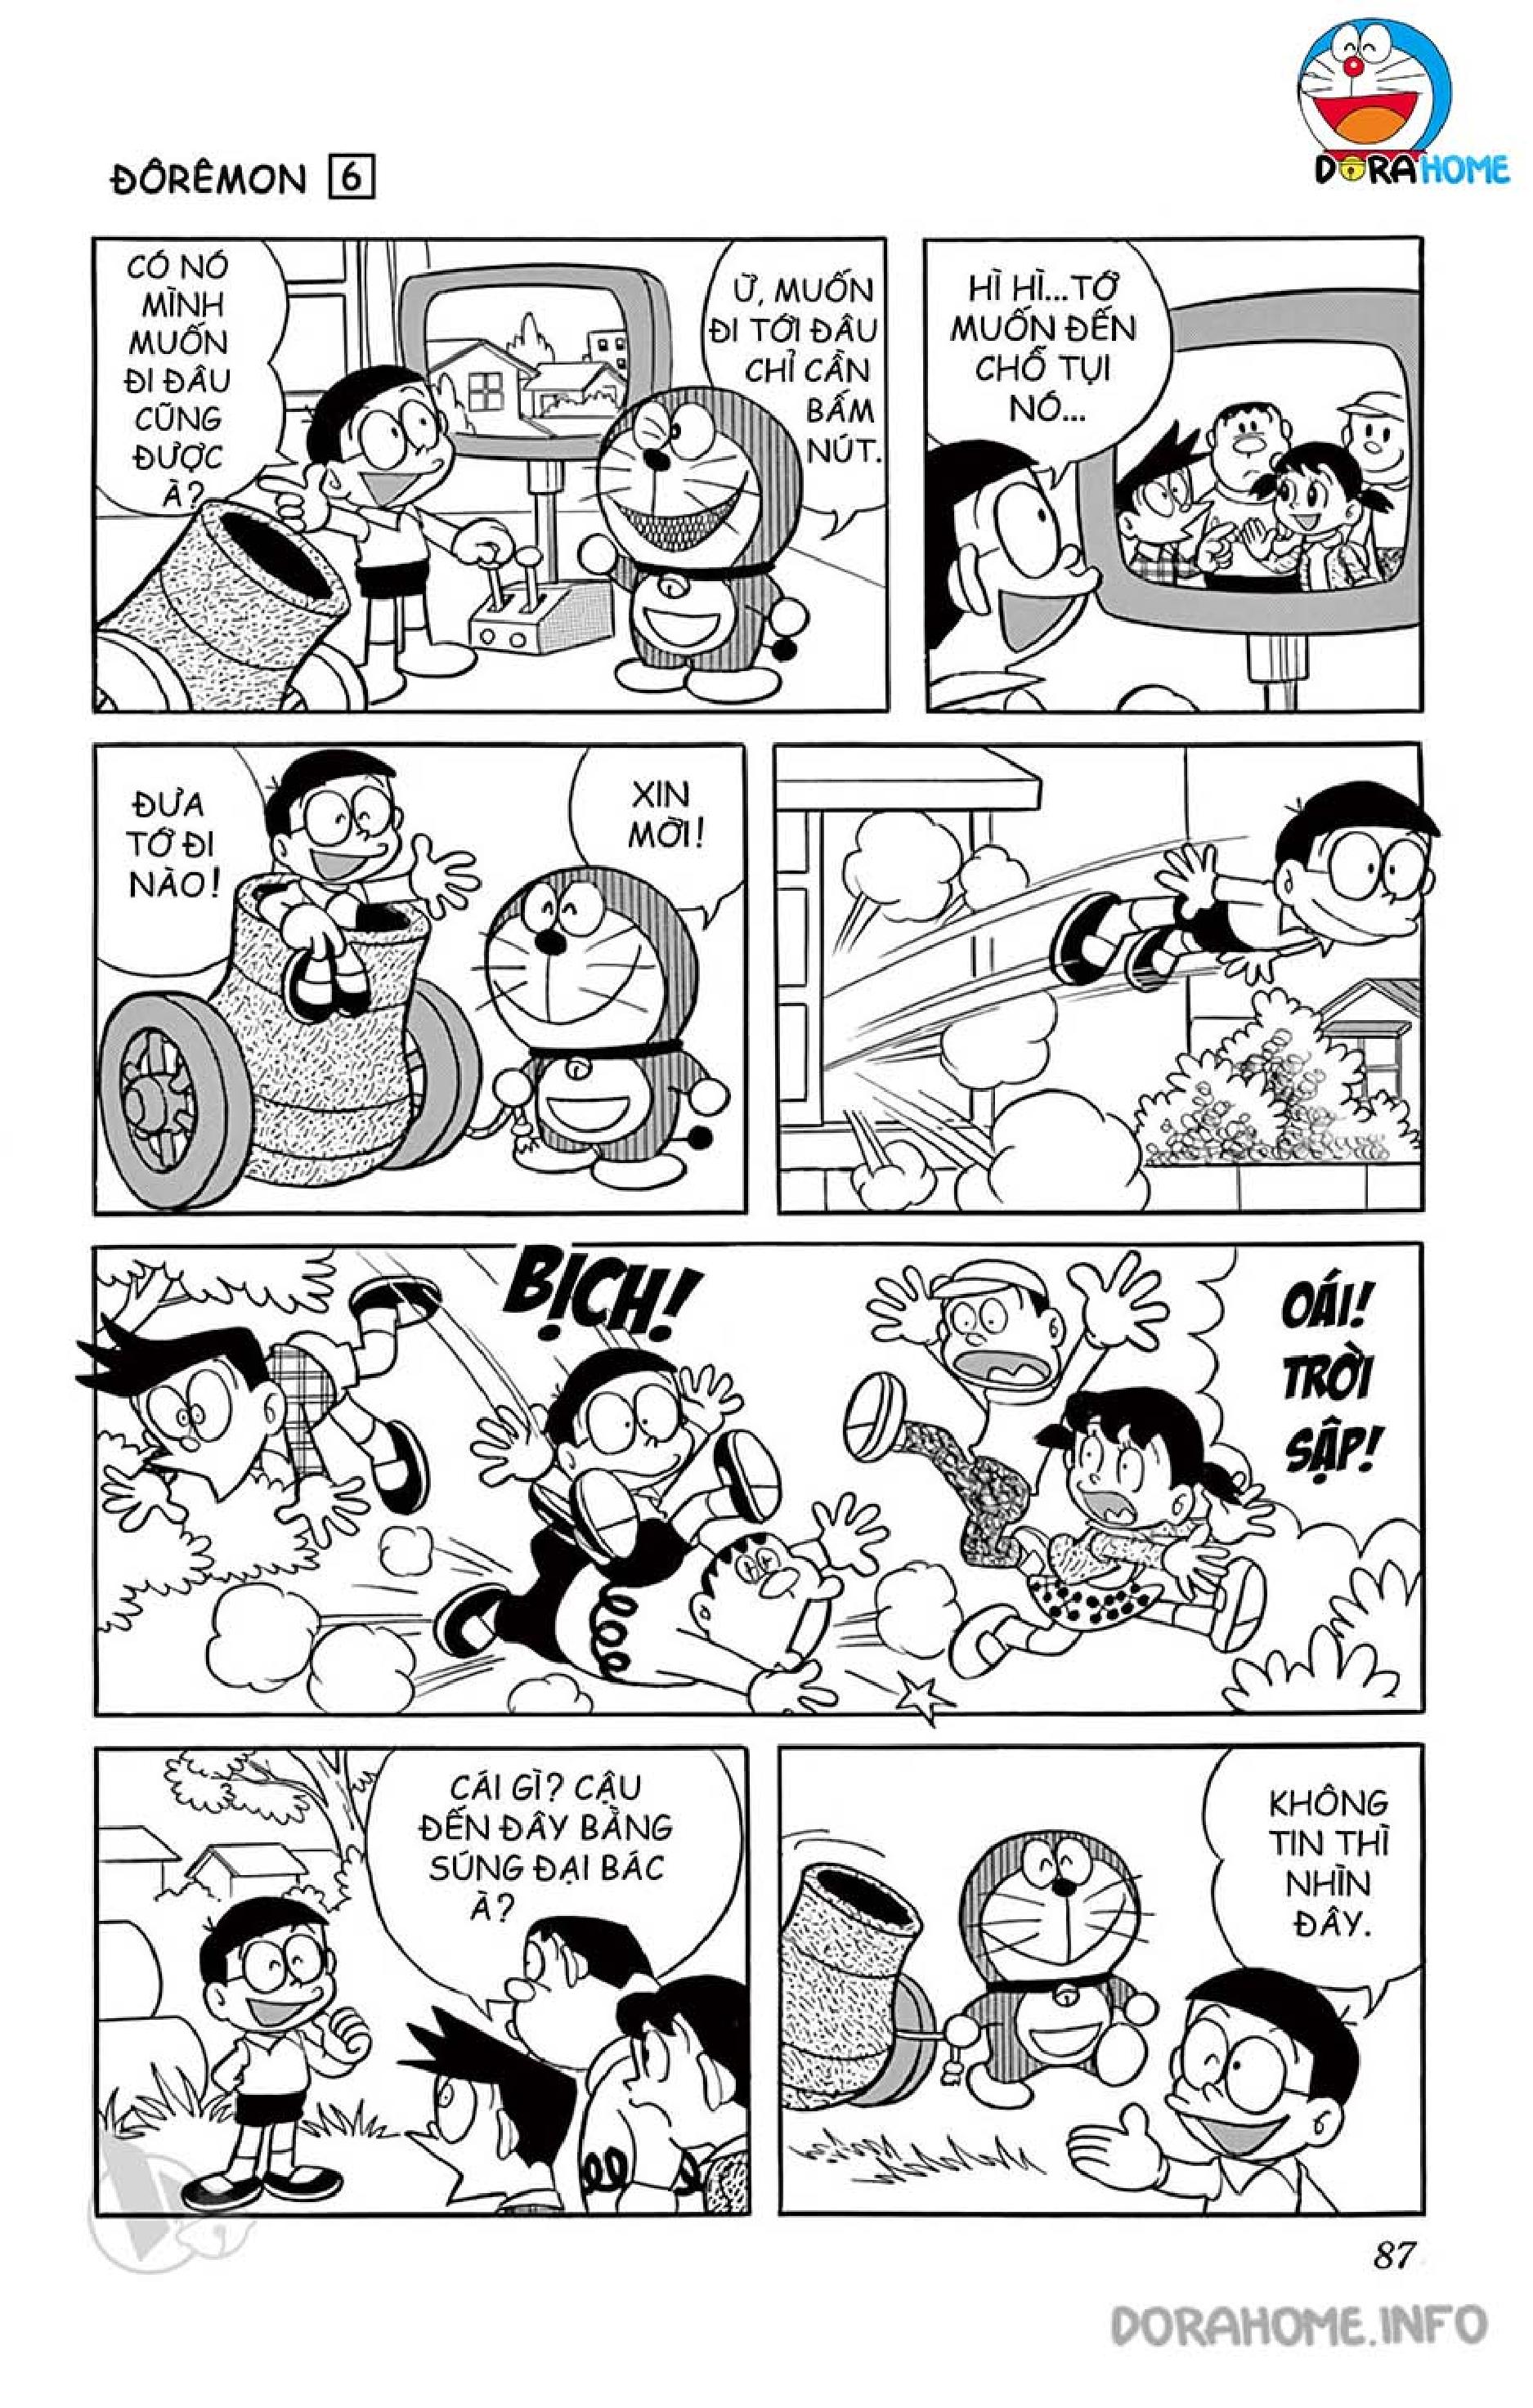 DORAHOME
ĐÔRÊMON 6
CÓ NÓ
MÌNH
MUỐN
ĐI ĐÂU
CŨNG
ĐƯỢC
À?
Ừ, MUỐN
ĐI TỚI ĐÂU
CHỈ CẦN
BẤM
NÚT.
HÌ HÌ...TỚ
MUỐN ĐẾN
CHỖ TỤI
NÓ...
ĐƯA
TỚ ĐI
NÀO!
XIN
MỜI!
BỊCH!
OÁI!
TRỜI
SẬP!
CÁI GÌ? CẬU
ĐẾN ĐÂY BẰNG
SÚNG ĐẠI BÁC
À?
KHÔNG
TIN THÌ
NHÌN
ĐÂY.
87
DORAHOME.INFO